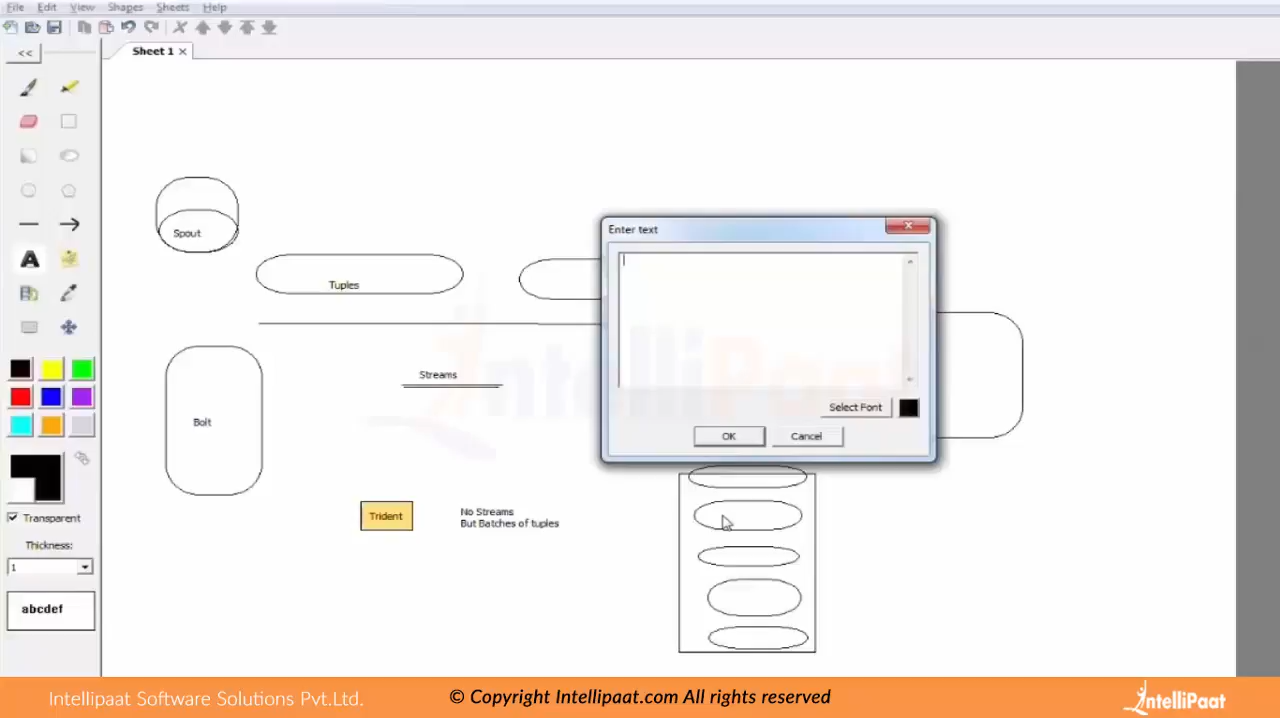 File Edit View Shapes Sheets Help
Sheet 1
<<
Spout
Enter text
Tuples
Streams
IntelliPaat
Select Font
Bolt
OK Cancel
Trident
No Streams
But Batches of tuples
Transparent
Thickness:
1
abcdef
Intellipaat Software Solutions Pvt.Ltd.
© Copyright Intellipaat.com All rights reserved
IntelliPaat